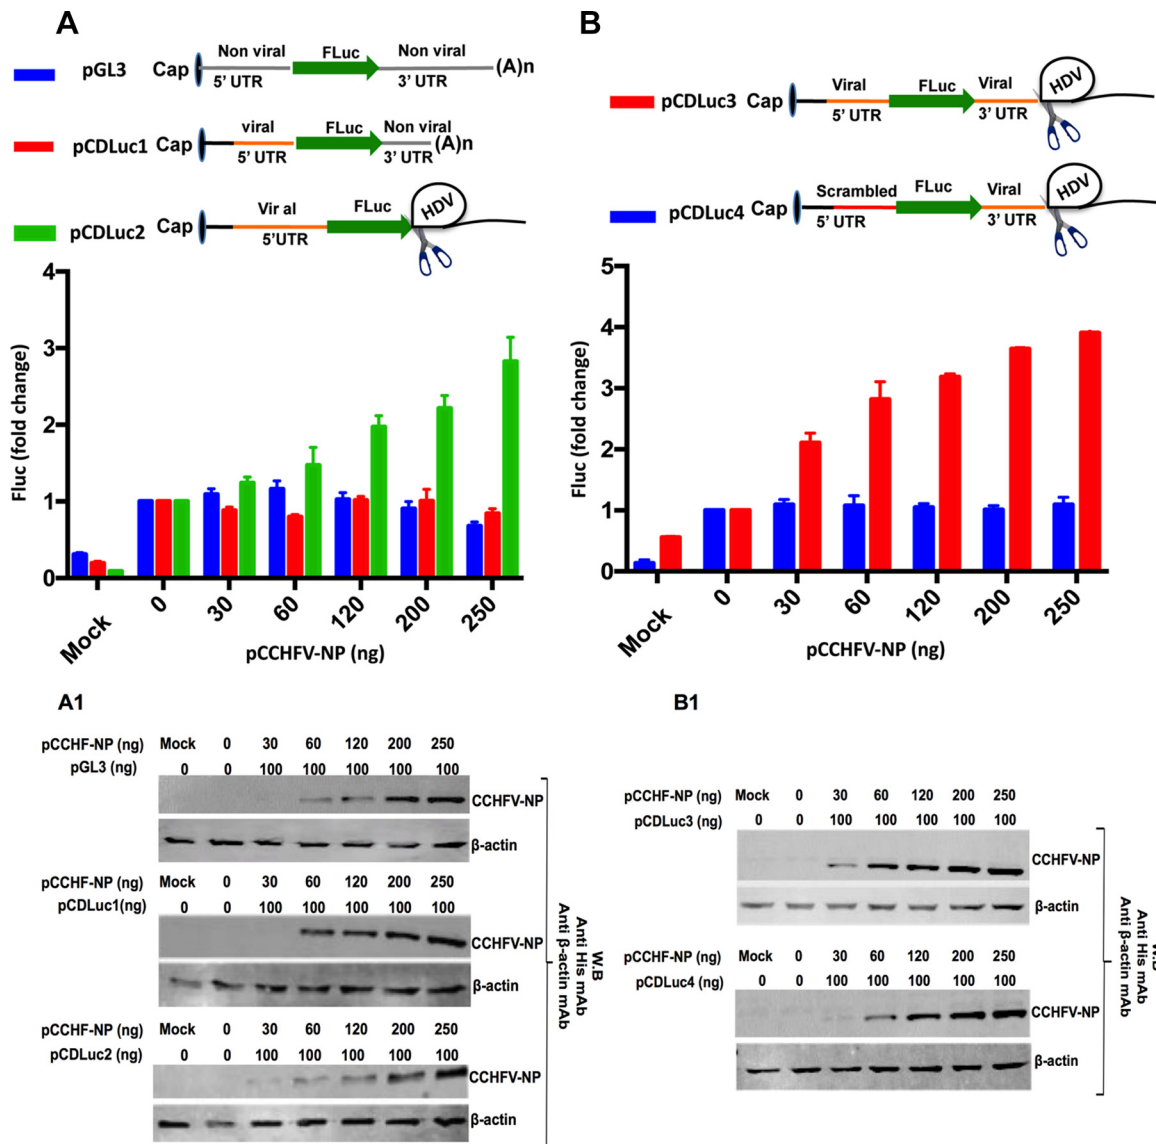 A
Non viral FLuc Non viral
pGL3 Cap 5' UTR 3' UTR (A)n
viral FLuc Non viral
pCDLuc1 Cap 5' UTR 3' UTR (A)n
Vir al FLuc HDV
pCDLuc2 Cap 5'UTR
4
3
2
1
0
Fluc (fold change)
Mock 0 30 60 120 200 250
pCCHFV-NP (ng)
B
Viral FLuc Viral HDV
pCDLuc3 Cap 5' UTR 3' UTR
Scrambled FLuc Viral HDV
pCDLuc4 Cap 5' UTR 3' UTR
5
4
3
2
1
0
Fluc (fold change)
Mock 0 30 60 120 200 250
pCCHFV-NP (ng)
A1
pCCHF-NP (ng) Mock 0 30 60 120 200 250
pGL3 (ng) 0 0 100 100 100 100 100
CCHFV-NP
β-actin
pCCHF-NP (ng) Mock 0 30 60 120 200 250
pCDLuc1(ng) 0 0 100 100 100 100 100
CCHFV-NP
β-actin
pCCHF-NP (ng) Mock 0 30 60 120 200 250
pCDLuc2 (ng) 0 0 100 100 100 100 100
CCHFV-NP
β-actin
W.B
Anti His mAb
Anti β-actin mAb
B1
pCCHF-NP (ng) Mock 0 30 60 120 200 250
pCDLuc3 (ng) 0 0 100 100 100 100 100
CCHFV-NP
β-actin
pCCHF-NP (ng) Mock 0 30 60 120 200 250
pCDLuc4 (ng) 0 0 100 100 100 100 100
CCHFV-NP
β-actin
W.B
Anti His mAb
Anti β-actin mAb